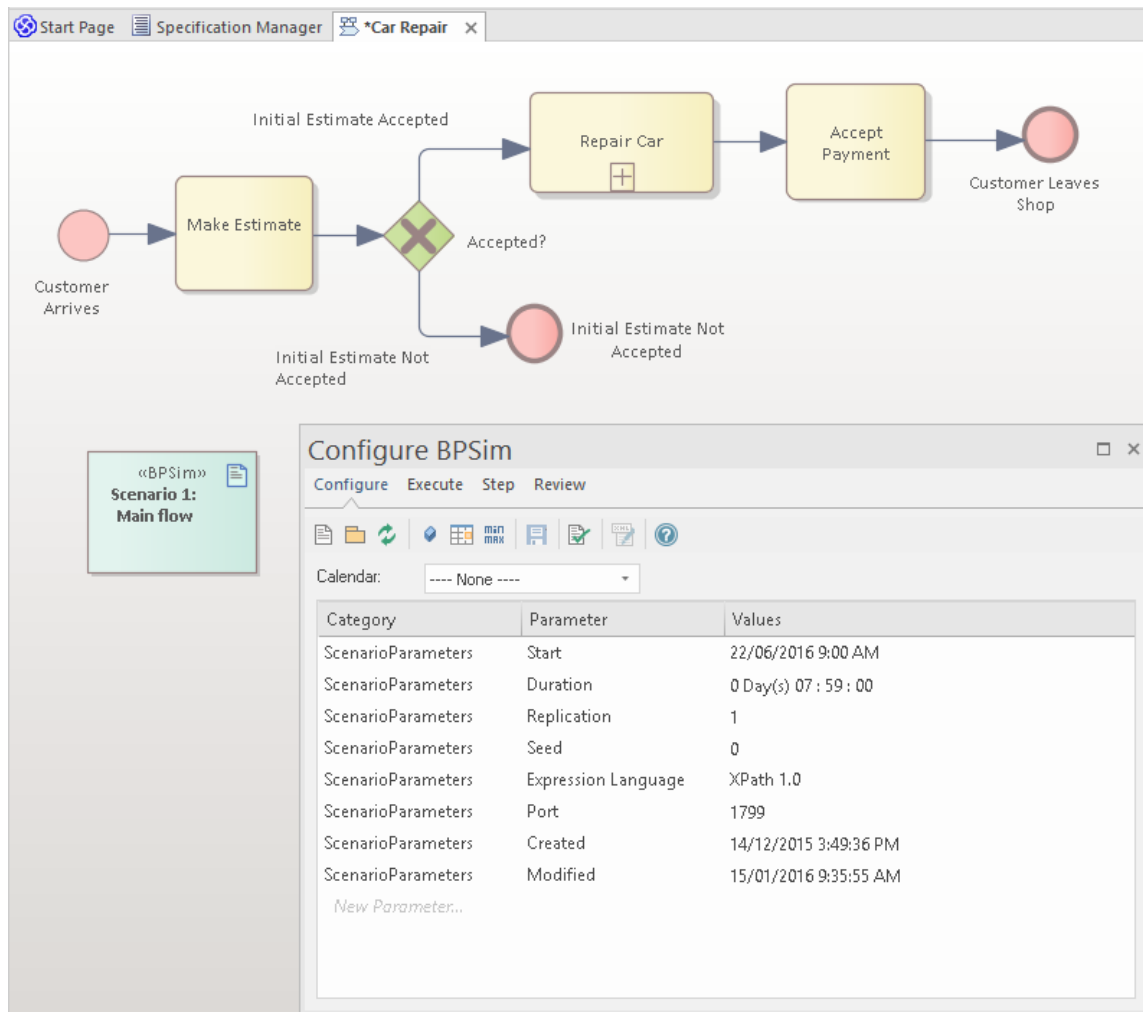 Start Page Specification Manager *Car Repair
Initial Estimate Accepted
Repair Car
Accept
Payment
Customer Leaves
Shop
Make Estimate
Accepted?
Customer
Arrives
Initial Estimate Not
Accepted
Initial Estimate Not
Accepted
«BPSim»
Scenario 1:
Main flow
Configure BPSim
Configure Execute Step Review
min
max
XML
Calendar: ---- None ----
Category Parameter Values
ScenarioParameters Start 22/06/2016 9:00 AM
ScenarioParameters Duration 0 Day(s) 07 : 59 : 00
ScenarioParameters Replication 1
ScenarioParameters Seed 0
ScenarioParameters Expression Language XPath 1.0
ScenarioParameters Port 1799
ScenarioParameters Created 14/12/2015 3:49:36 PM
ScenarioParameters Modified 15/01/2016 9:35:55 AM
New Parameter...